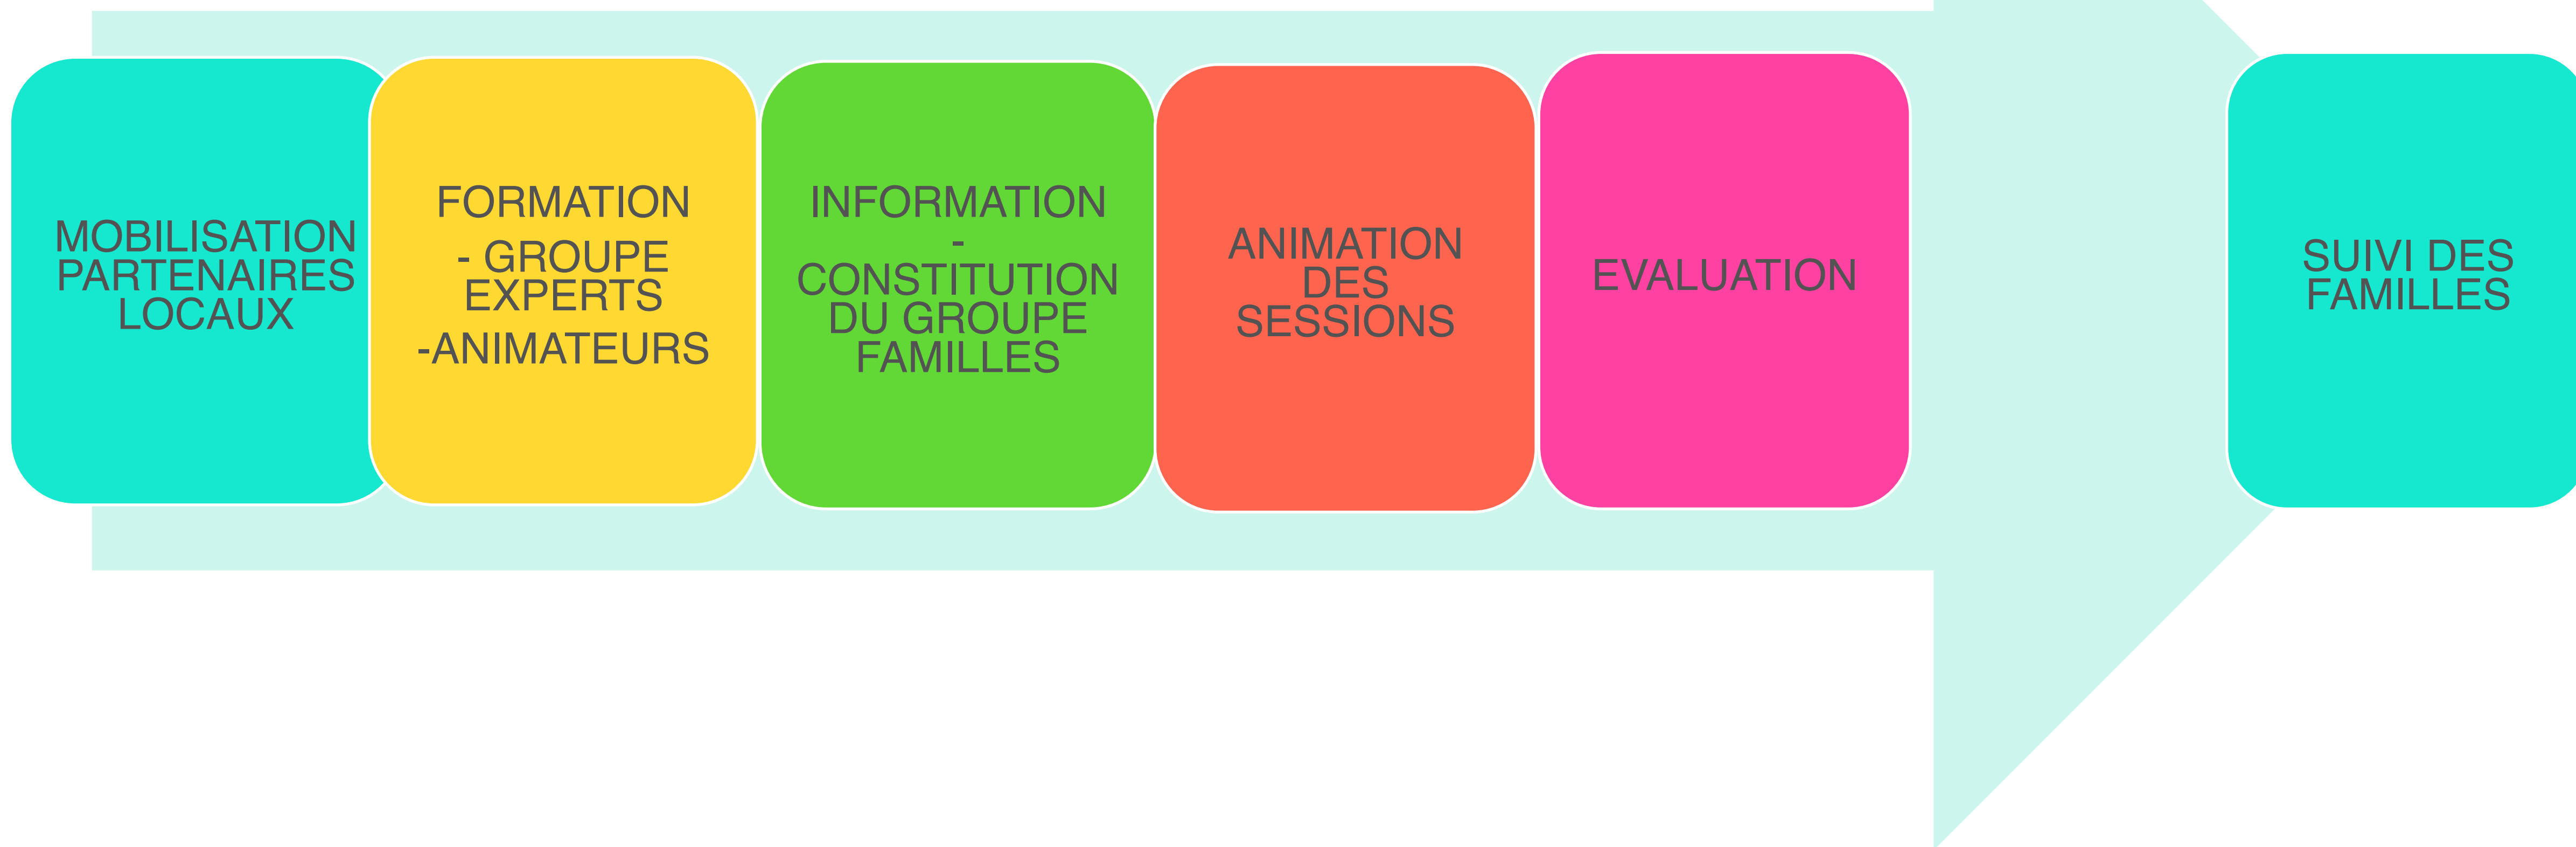 MOBILISATION
PARTENAIRES
LOCAUX
FORMATION
- GROUPE
EXPERTS
-ANIMATEURS
INFORMATION
-
CONSTITUTION
DU GROUPE
FAMILLES
ANIMATION
DES
SESSIONS
EVALUATION
SUIVI DES
FAMILLES